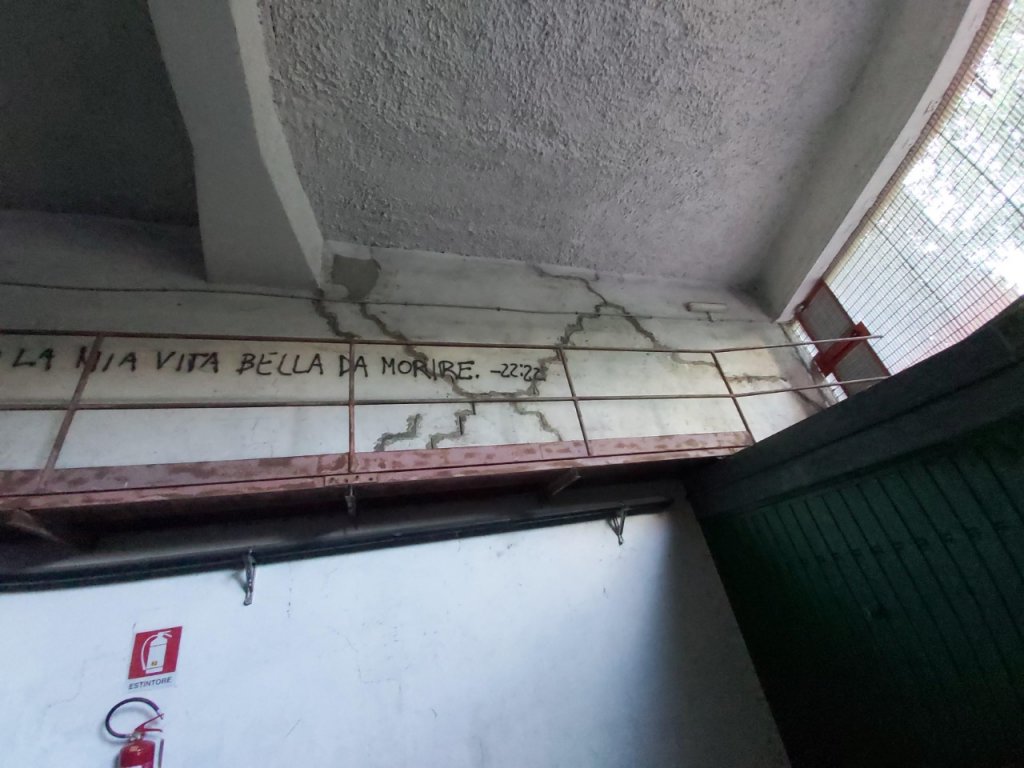 LA MIA VITA BELLA DA MORIRE. -22:22
ESTINTORE